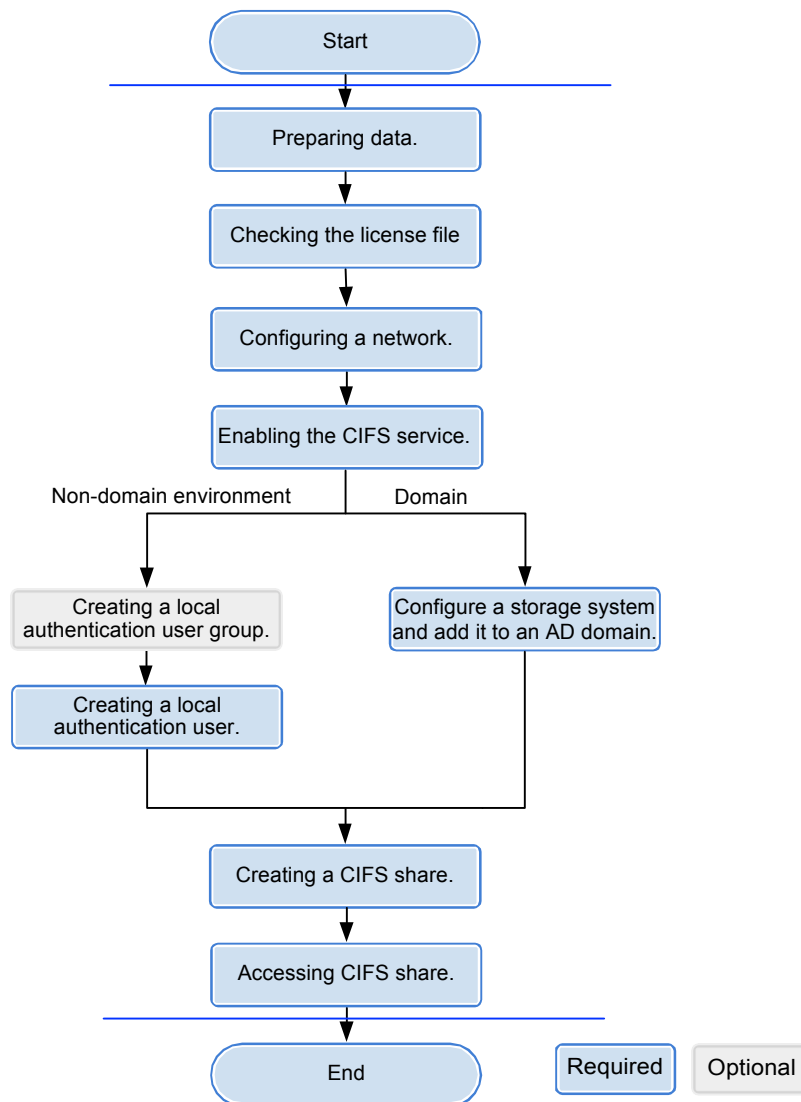 Start
Preparing data.
Checking the license file
Configuring a network.
Enabling the CIFS service.
Non-domain environment
Domain
Creating a local
authentication user group.
Configure a storage system
and add it to an AD domain.
Creating a local
authentication user.
Creating a CIFS share.
Accessing CIFS share.
End
Required
Optional